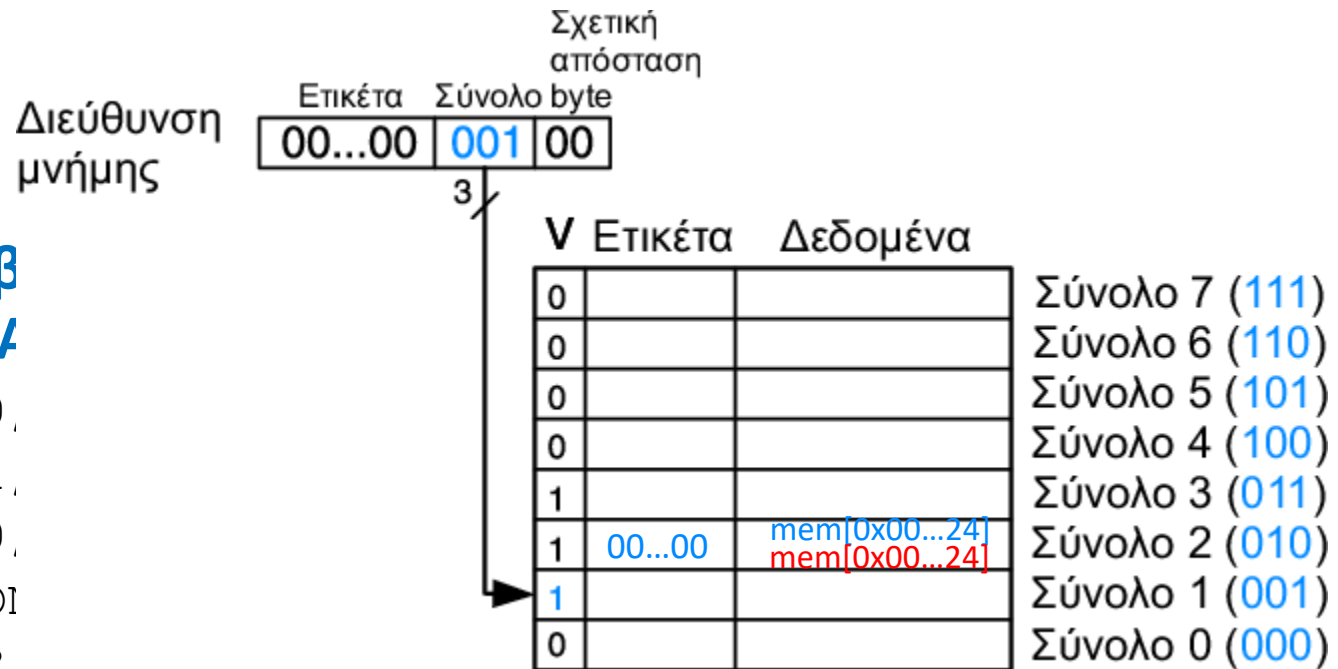 Σχετική
απόσταση
Ετικέτα Σύνολο byte
Διεύθυνση
μνήμης
00...00 001 00
3
V Ετικέτα Δεδομένα
0 Σύνολο 7 (111)
0 Σύνολο 6 (110)
0 Σύνολο 5 (101)
0 Σύνολο 4 (100)
1 Σύνολο 3 (011)
mem[0x00...24]
1 00...00 Σύνολο 2 (010)
mem[0x00...24]
1 Σύνολο 1 (001)
0 Σύνολο 0 (000)